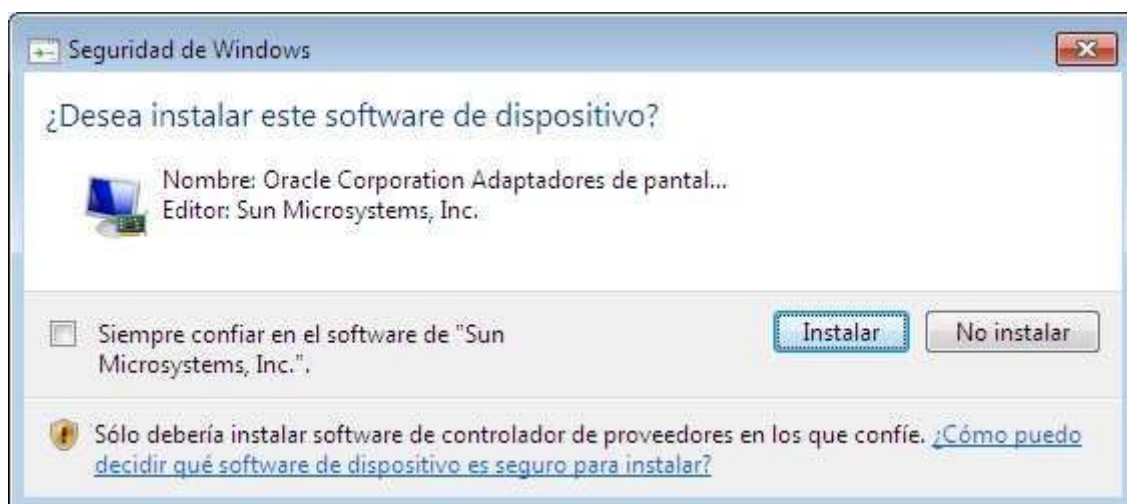 Seguridad de Windows
¿Desea instalar este software de dispositivo?
Nombre: Oracle Corporation Adaptadores de pantal...
Editor: Sun Microsystems, Inc.
Siempre confiar en el software de "Sun
Microsystems, Inc.".
Instalar
No instalar
Sólo debería instalar software de controlador de proveedores en los que confíe. ¿Cómo puedo
decidir qué software de dispositivo es seguro para instalar?